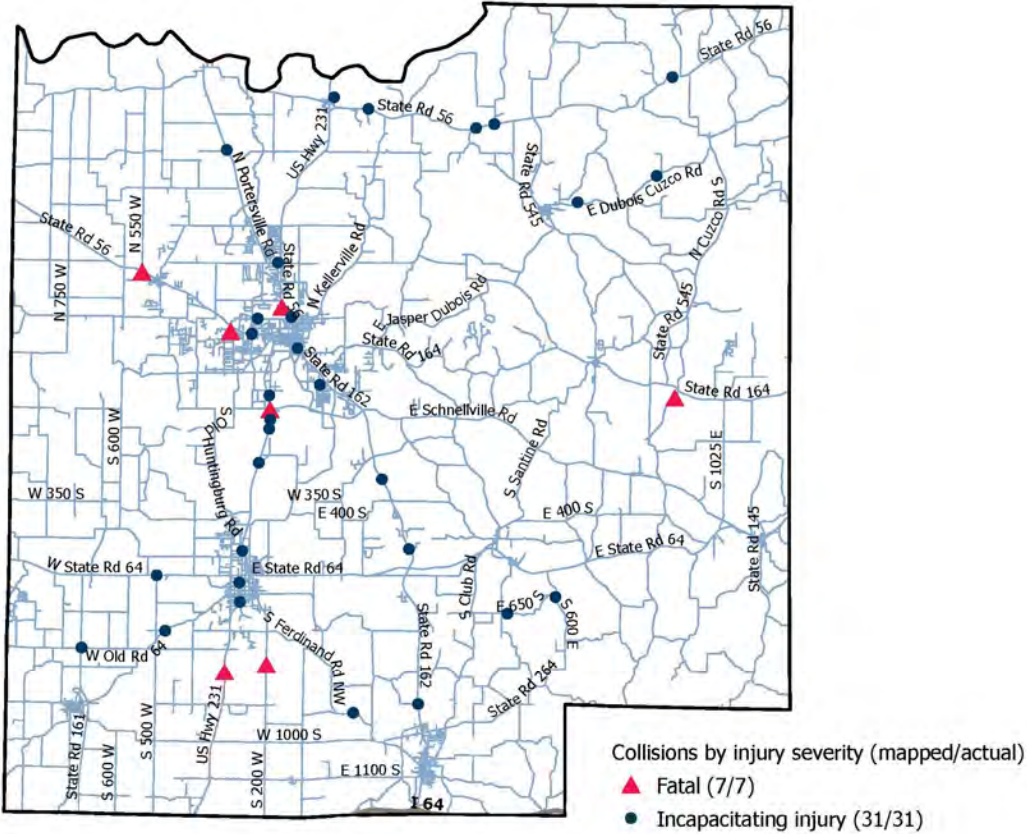 State Rd 56
State Rd 56
US Hwy 231
N Portersville Rd
State Rd 545
E Dubois Cuzco Rd
N Cuzco Rd S
N 550 W
State Rd 56
N 750 W
State Rd 56
N Kellerville Rd
E Jasper Dubois Rd
State Rd 545
State Rd 164
State Rd 162
State Rd 164
E Schnellville Rd
S 600 W
Huntingburg Rd
S Santine Rd
S 1025 E
W 350 S
W 350 S
E 400 S
E 400 S
State Rd 145
W State Rd 64
E State Rd 64
E State Rd 64
S Club Rd
E 650 S
S 600 E
S Ferdinand Rd NW
State Rd 162
W Old Rd 64
State Rd 264
US Hwy 231
S 500 W
W 1000 S
State Rd 161
S 600 W
S 200 W
E 1100 S
I 64
Collisions by injury severity (mapped/actual)
Fatal (7/7)
Incapacitating injury (31/31)